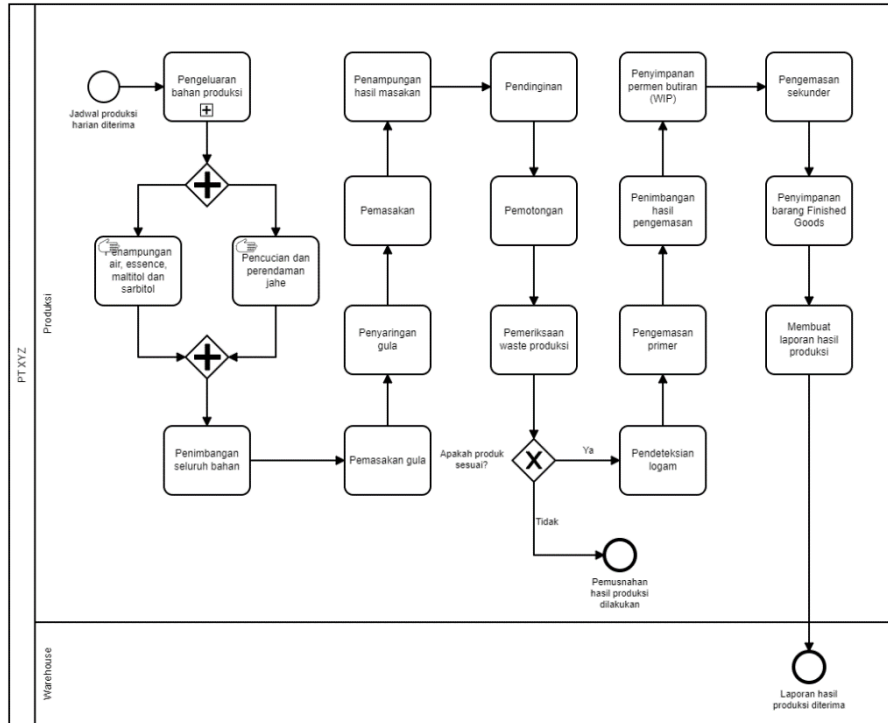 PT XYZ
Produksi
Jadwal produksi
harian diterima
Pengeluaran
bahan produksi
Penampungan
air, essence,
maltitol dan
sarbitol
Pencucian dan
perendaman
jahe
Penimbangan
seluruh bahan
Pemasakan gula
Penyaringan
gula
Pemasakan
Penampungan
hasil masakan
Pendinginan
Pemotongan
Pemeriksaan
waste produksi
Apakah produk
sesuai?
Ya
Tidak
Pemusnahan
hasil produksi
dilakukan
Pendeteksian
logam
Pengemasan
primer
Penimbangan
hasil
pengemasan
Penyimpanan
permen butiran
(WIP)
Pengemasan
sekunder
Penyimpanan
barang Finished
Goods
Membuat
laporan hasil
produksi
Warehouse
Laporan hasil
produksi diterima